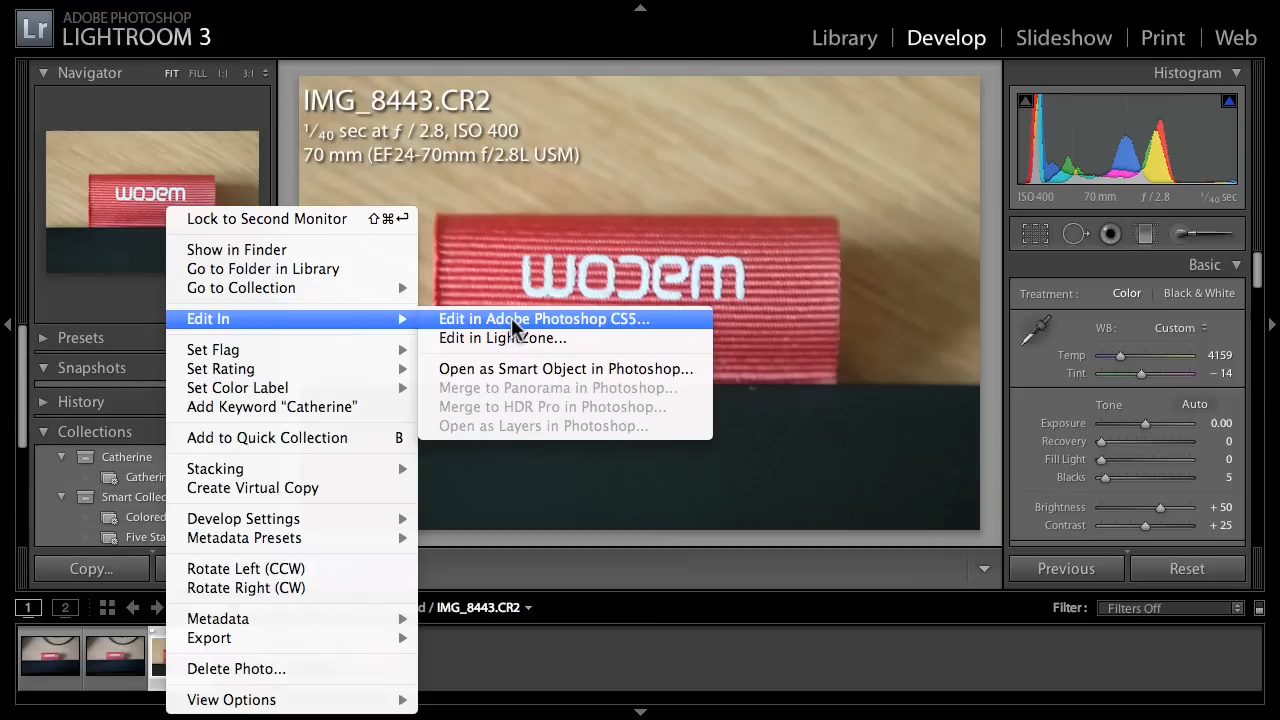 Lr
ADOBE PHOTOSHOP
LIGHTROOM 3
Library | Develop | Slideshow | Print | Web
Navigator FIT FILL 1:1 3:1
Histogram
IMG_8443.CR2
1/40 sec at ƒ / 2.8, ISO 400
70 mm (EF24-70mm f/2.8L USM)
ISO 400 70 mm ƒ / 2.8 1/40 sec
Basic
Treatment: Color | Black & White
WB: Custom
Temp 4159
Tint – 14
Tone Auto
Exposure 0.00
Recovery 0
Fill Light 0
Blacks 5
Brightness + 50
Contrast + 25
Previous Reset
Presets
Snapshots
History
Collections
Catherine
Catherin
Smart Collec
Colored
Five Sta
Copy...
Lock to Second Monitor ⇧⌘↩
Show in Finder
Go to Folder in Library
Go to Collection
Edit In
Set Flag
Set Rating
Set Color Label
Add Keyword “Catherine”
Add to Quick Collection B
Stacking
Create Virtual Copy
Develop Settings
Metadata Presets
Rotate Left (CCW)
Rotate Right (CW)
Metadata
Export
Delete Photo...
View Options
Edit in Adobe Photoshop CS5...
Edit in LightZone...
Open as Smart Object in Photoshop...
Merge to Panorama in Photoshop...
Merge to HDR Pro in Photoshop...
Open as Layers in Photoshop...
1 2
/ IMG_8443.CR2
Filter: Filters Off